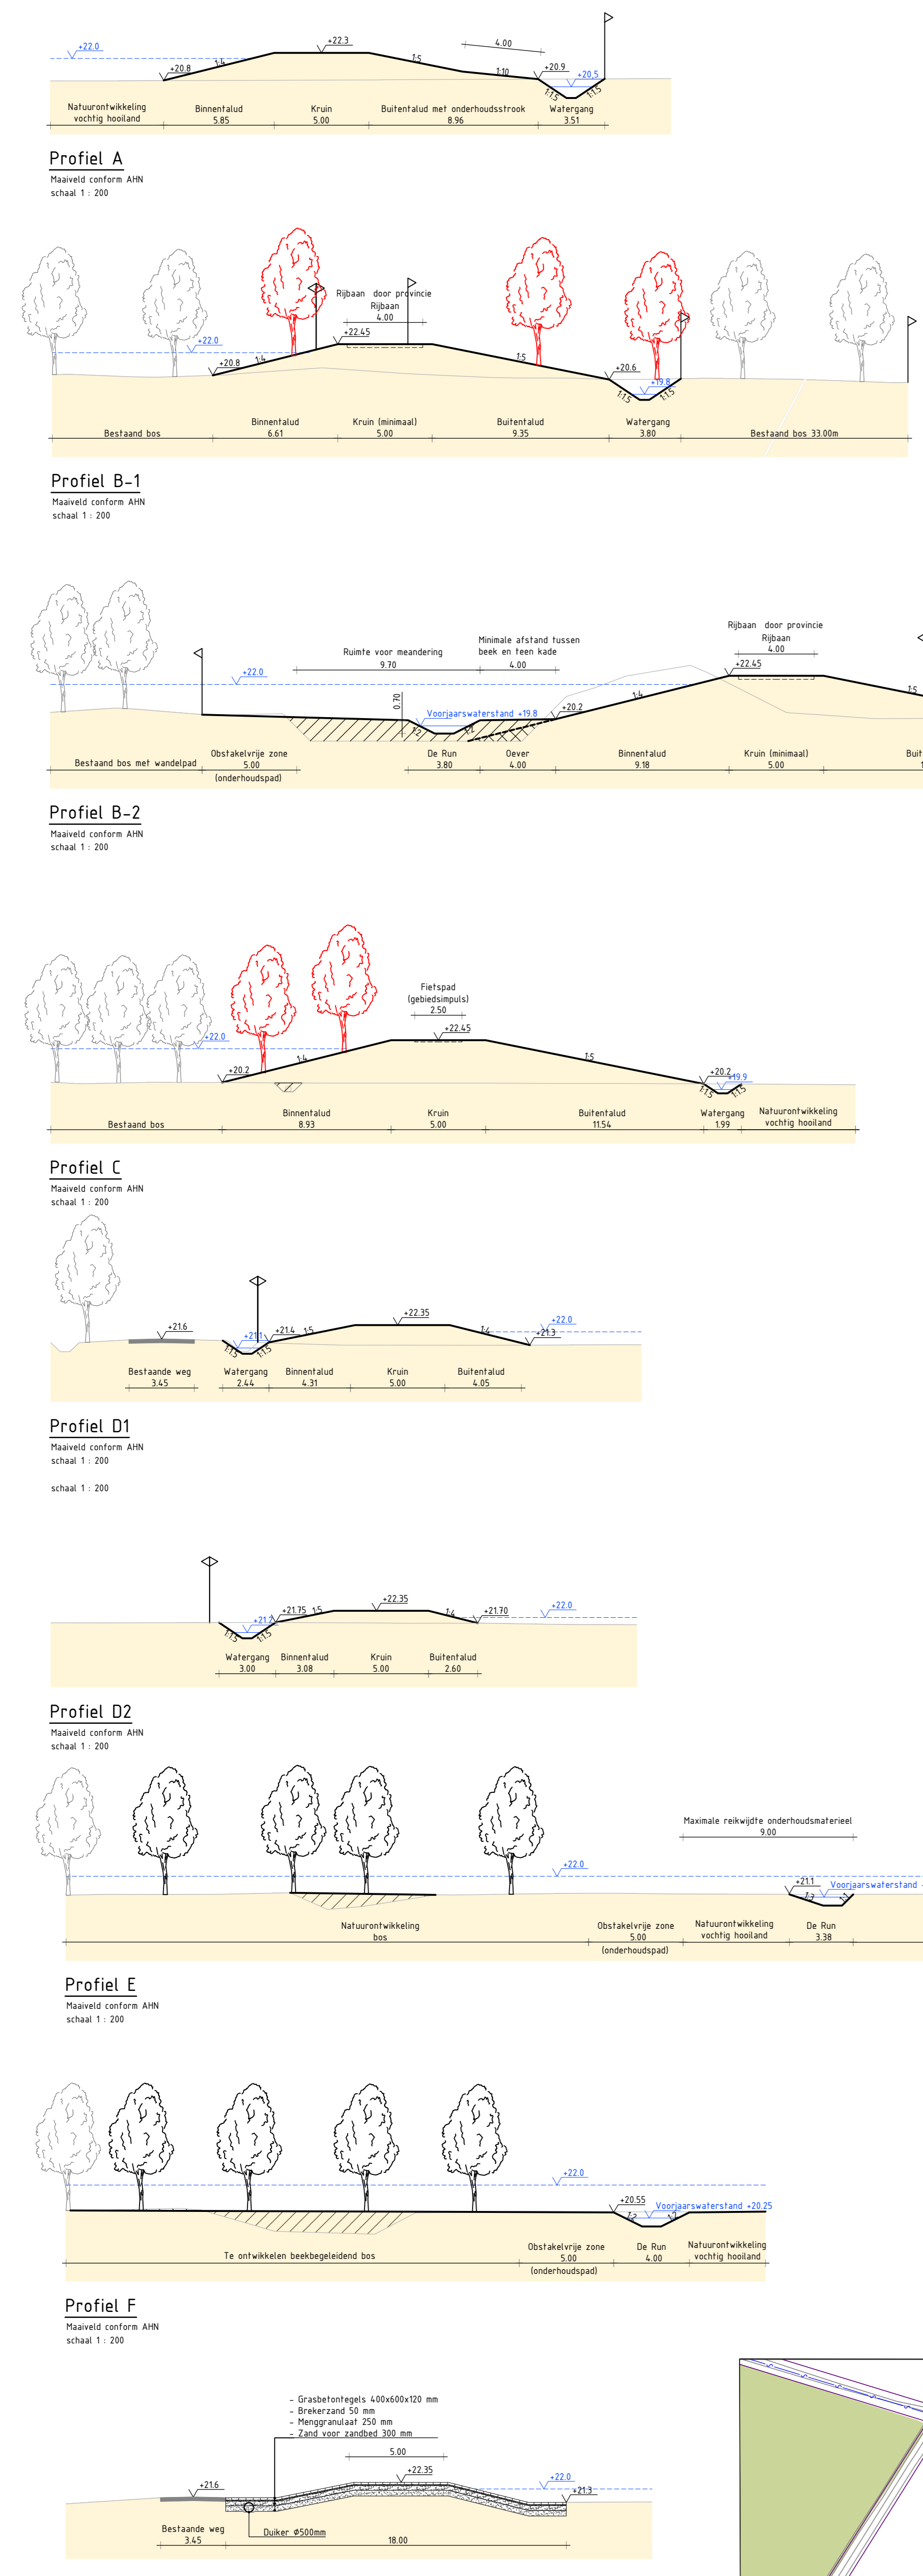 +22.0
+20.8
1:4
+22.3
1:5
4.00
1:10
+20.9
+20,5
1:1.5
1:1.5
Natuurontwikkeling
vochtig hooiland
Binnentalud
5.85
Kruin
5.00
Buitentalud met onderhoudsstrook
8.96
Watergang
3.51
Profiel A
Maaiveld conform AHN
schaal 1 : 200
Rijbaan door provincie
Rijbaan
4.00
+22.45
+22.0
+20.8
1:4
1:5
+20.6
+19.8
1:1.5
1:1.5
Bestaand bos
Binnentalud
6.61
Kruin (minimaal)
5.00
Buitentalud
9.35
Watergang
3.80
Bestaand bos 33.00m
Profiel B-1
Maaiveld conform AHN
schaal 1 : 200
Ruimte voor meandering
9.70
Minimale afstand tussen
beek en teen kade
4.00
Rijbaan door provincie
Rijbaan
4.00
+22.45
+22.0
0.70
Voorjaarswaterstand +19.8
1:2
1:2
+20.2
1:4
1:5
Bestaand bos met wandelpad
Obstakelvrije zone
5.00
(onderhoudspad)
De Run
3.80
Oever
4.00
Binnentalud
9.18
Kruin (minimaal)
5.00
Buit
1
Profiel B-2
Maaiveld conform AHN
schaal 1 : 200
Fietspad
(gebiedsimpuls)
2.50
+22.45
+22.0
+20.2
1:4
1:5
+20.2
+19.9
1:1.5
1:1.5
Bestaand bos
Binnentalud
8.93
Kruin
5.00
Buitentalud
11.54
Watergang
1.99
Natuurontwikkeling
vochtig hooiland
Profiel C
Maaiveld conform AHN
schaal 1 : 200
+21.6
+21.1
+21.4
1:5
+22.35
1:4
+22.0
+21.3
1:1.5
1:1.5
Bestaande weg
3.45
Watergang
2.44
Binnentalud
4.31
Kruin
5.00
Buitentalud
4.05
Profiel D1
Maaiveld conform AHN
schaal 1 : 200
schaal 1 : 200
+21.2
+21.75
1:5
+22.35
1:4
+21.70
+22.0
1:1.5
1:1.5
Watergang
3.00
Binnentalud
3.08
Kruin
5.00
Buitentalud
2.60
Profiel D2
Maaiveld conform AHN
schaal 1 : 200
Maximale reikwijdte onderhoudsmaterieel
9.00
+22.0
+21.1
Voorjaarswaterstand
1:3
Natuurontwikkeling
bos
Obstakelvrije zone
5.00
(onderhoudspad)
Natuurontwikkeling
vochtig hooiland
De Run
3.38
Profiel E
Maaiveld conform AHN
schaal 1 : 200
+22.0
+20.55
Voorjaarswaterstand +20.25
1:2
1:2
Te ontwikkelen beekbegeleidend bos
Obstakelvrije zone
5.00
(onderhoudspad)
De Run
4.00
Natuurontwikkeling
vochtig hooiland
Profiel F
Maaiveld conform AHN
schaal 1 : 200
- Grasbetontegels 400x600x120 mm
- Brekerzand 50 mm
- Menggranulaat 250 mm
- Zand voor zandbed 300 mm
5.00
+22.35
+21.6
+22.0
+21.3
Bestaande weg
3.45
Duiker Ø500mm
18.00